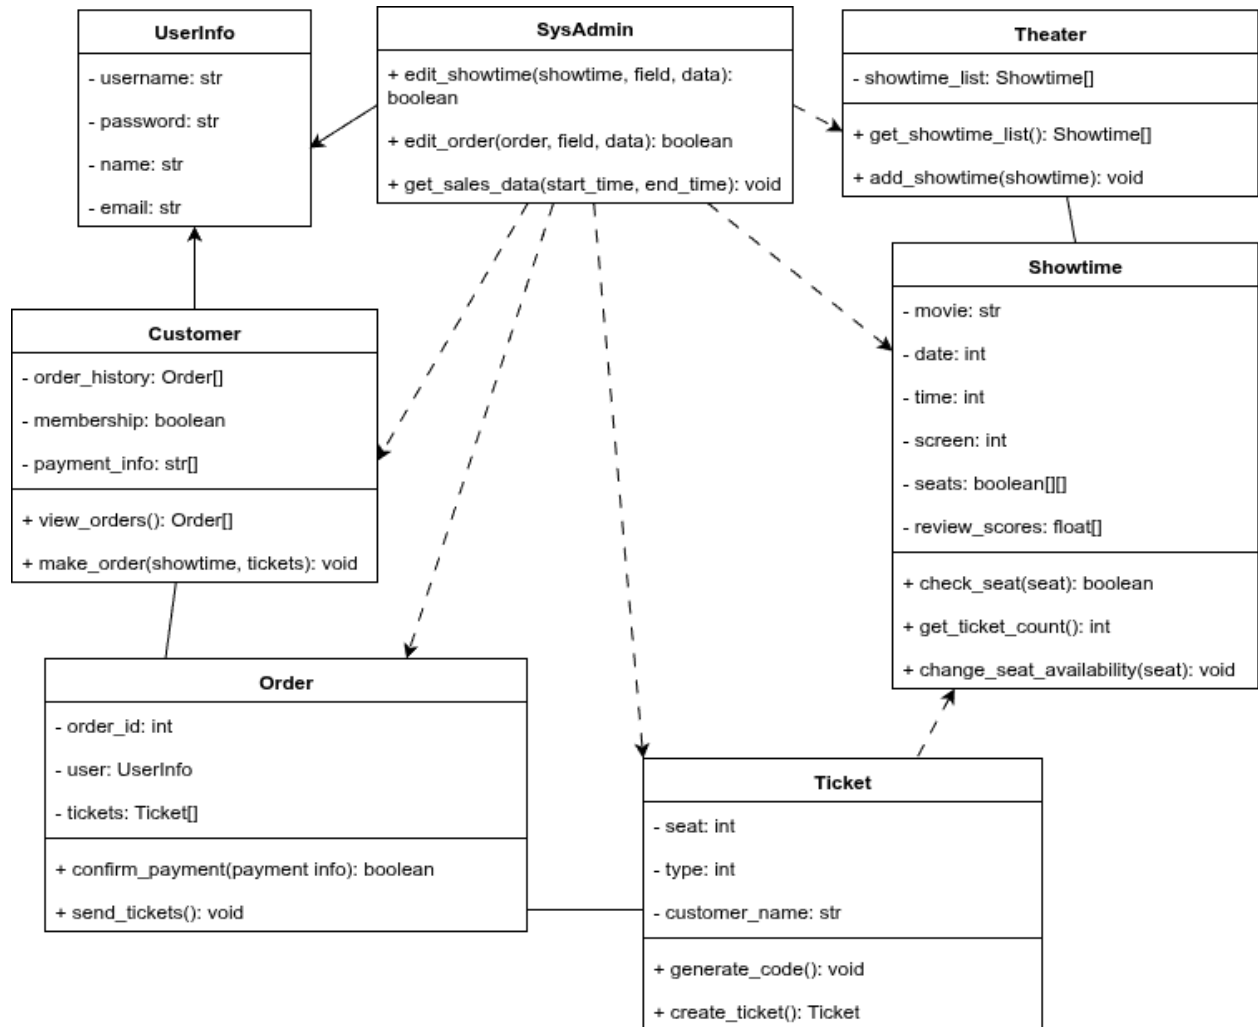 UserInfo
- username: str
- password: str
- name: str
- email: str
SysAdmin
+ edit_showtime(showtime, field, data):
boolean
+ edit_order(order, field, data): boolean
+ get_sales_data(start_time, end_time): void
Theater
- showtime_list: Showtime[]
+ get_showtime_list(): Showtime[]
+ add_showtime(showtime): void
Customer
- order_history: Order[]
- membership: boolean
- payment_info: str[]
+ view_orders(): Order[]
+ make_order(showtime, tickets): void
Showtime
- movie: str
- date: int
- time: int
- screen: int
- seats: boolean[][]
- review_scores: float[]
+ check_seat(seat): boolean
+ get_ticket_count(): int
+ change_seat_availability(seat): void
Order
- order_id: int
- user: UserInfo
- tickets: Ticket[]
+ confirm_payment(payment info): boolean
+ send_tickets(): void
Ticket
- seat: int
- type: int
- customer_name: str
+ generate_code(): void
+ create_ticket(): Ticket